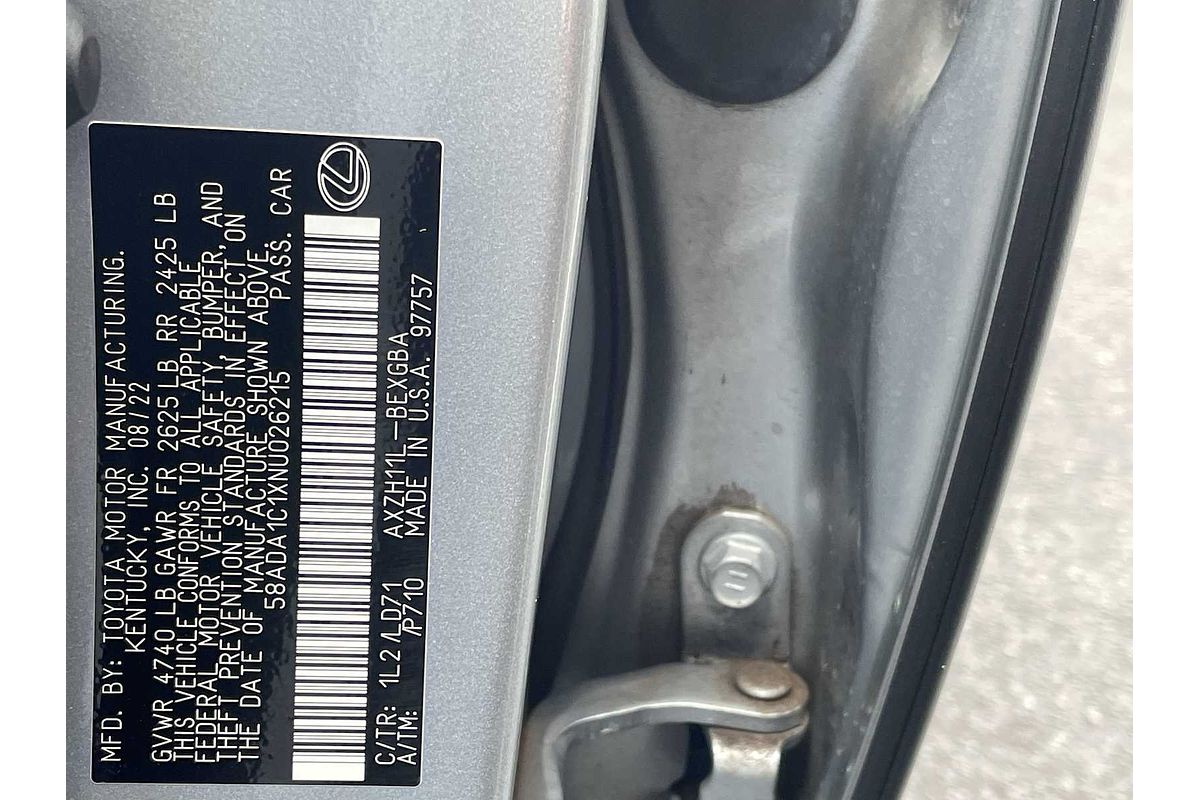 MFD. BY: TOYOTA MOTOR MANUFACTURING.
KENTUCKY, INC. 08/22
GVWR 4740 LB GAWR FR 2625 LB RR 2425 LB
THIS VEHICLE CONFORMS TO ALL APPLICABLE
FEDERAL MOTOR VEHICLE SAFETY, BUMPER, AND
THEFT PREVENTION STANDARDS IN EFFECT ON
THE DATE OF MANUFACTURE SHOWN ABOVE.
58ADA1C1XNU026215 PASS. CAR
C/TR: 1L2/LDZ1 AXZH11L-BEXGBA
A/TM: /P710 MADE IN U.S.A. 97757